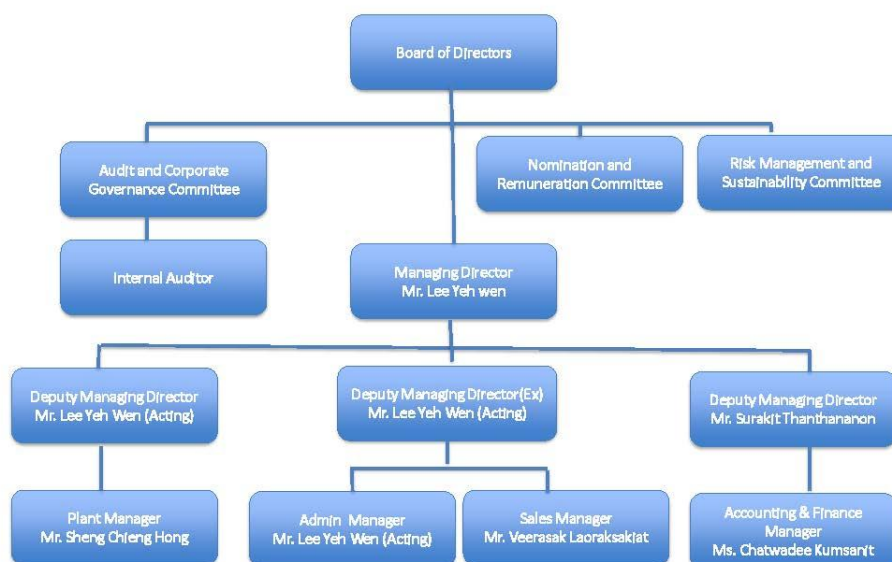 Board of Directors
Audit and Corporate
Governance Committee
Nomination and
Remuneration Committee
Risk Management and
Sustainability Committee
Internal Auditor
Managing Director
Mr. Lee Yeh wen
Deputy Managing Director
Mr. Lee Yeh Wen (Acting)
Deputy Managing Director(Ex)
Mr. Lee Yeh Wen (Acting)
Deputy Managing Director
Mr. Surakit Thanthananon
Plant Manager
Mr. Sheng Chieng Hong
Admin Manager
Mr. Lee Yeh Wen (Acting)
Sales Manager
Mr. Veerasak Laoraksakiat
Accounting & Finance
Manager
Ms. Chatwadee Kumsanit